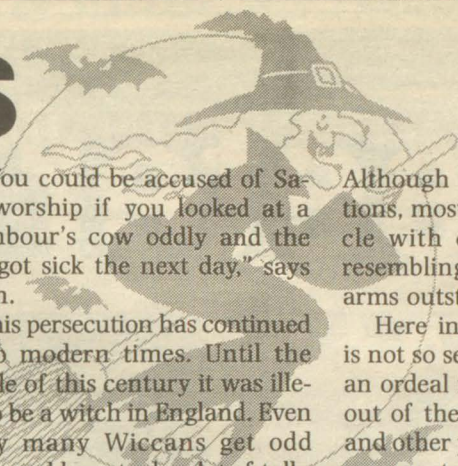 s
ou could be accused of Sa-
worship if you looked at a
nbour's cow oddly and the
got sick the next day," says
n.
his persecution has continued
o modern times. Until the
le of this century it was ille-
o be a witch in England. Even
y many Wiccans get odd
Although
tions, most
cle with
resembling
arms outst
Here in
is not so se
an ordeal
out of the
and other